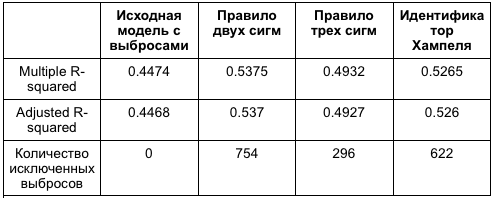 Исходная модель с выбросами
Правило двух сигм
Правило трех сигм
Идентификатор Хампеля
Multiple R-squared
0.4474
0.5375
0.4932
0.5265
Adjusted R-squared
0.4468
0.537
0.4927
0.526
Количество исключенных выбросов
0
754
296
622